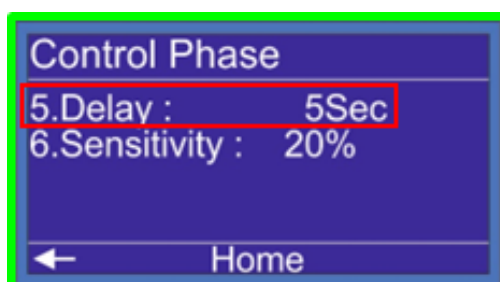 Control Phase
5.Delay : 5Sec
6.Sensitivity : 20%
← Home